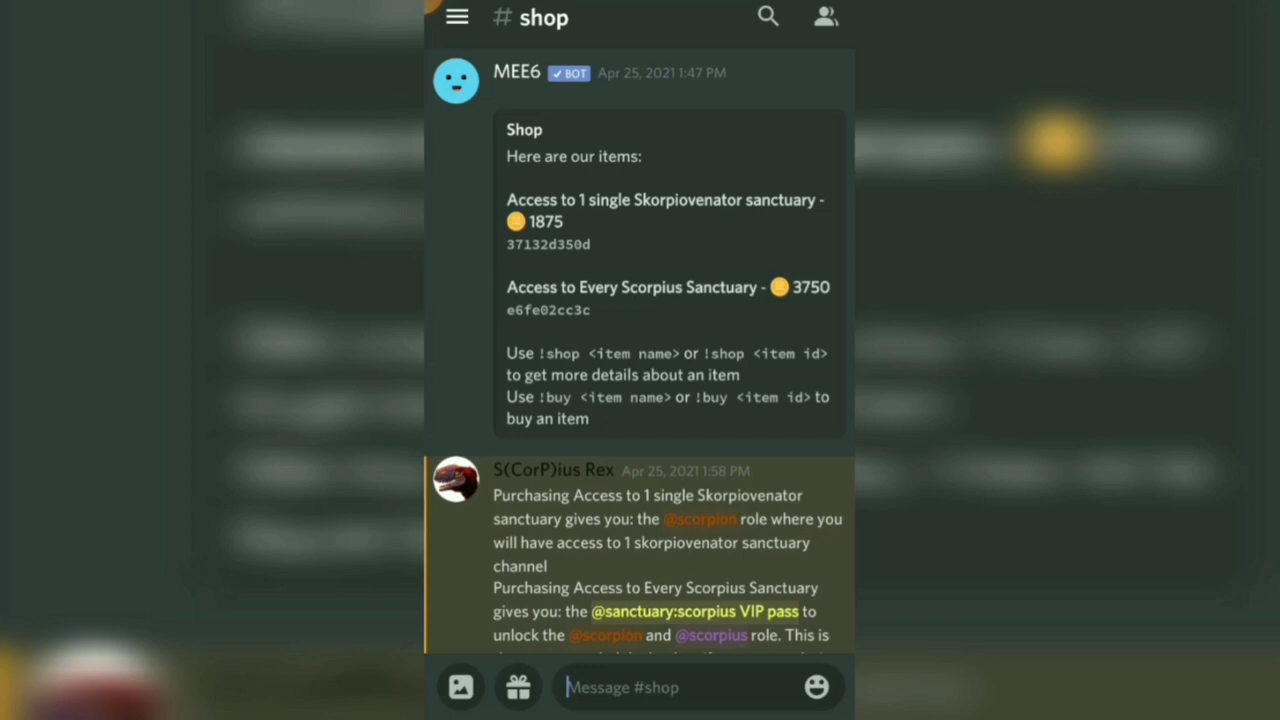 # shop
MEE6 ✓ BOT Apr 25, 2021 1:47 PM
Shop
Here are our items:
Access to 1 single Skorpiovenator sanctuary -
1875
37132d350d
Access to Every Scorpius Sanctuary - 3750
e6fe02cc3c
Use !shop <item name> or !shop <item id>
to get more details about an item
Use !buy <item name> or !buy <item id> to
buy an item
S(CorP)ius Rex Apr 25, 2021 1:58 PM
Purchasing Access to 1 single Skorpiovenator
sanctuary gives you: the @scorpion role where you
will have access to 1 skorpiovenator sanctuary
channel
Purchasing Access to Every Scorpius Sanctuary
gives you: the @sanctuary:scorpius VIP pass to
unlock the @scorpion and @scorpius role. This is
Message #shop